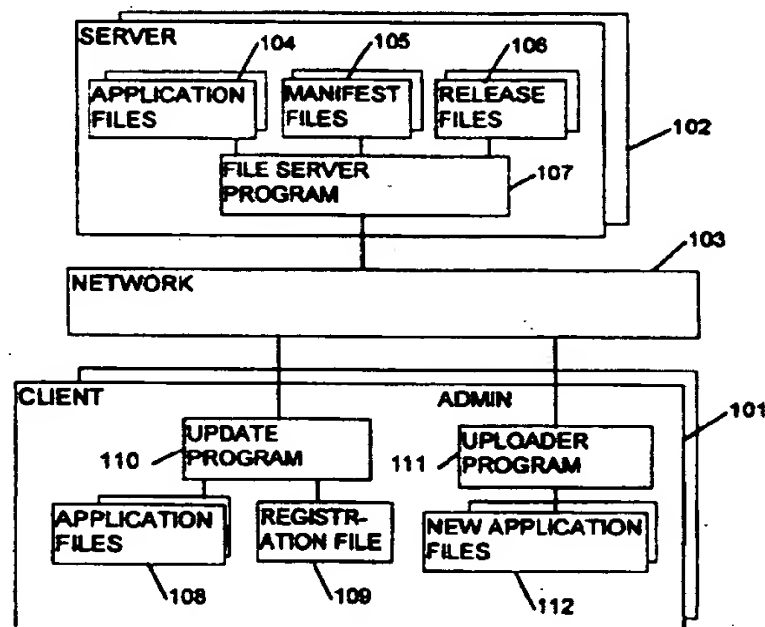 SERVER
104
105
106
APPLICATION
FILES
MANIFEST
FILES
RELEASE
FILES
102
FILE SERVER
PROGRAM
107
103
NETWORK
CLIENT
ADMIN
101
UPDATE
PROGRAM
110
UPLOADER
PROGRAM
111
APPLICATION
FILES
REGISTR-
ATION FILE
NEW APPLICATION
FILES
108
109
112